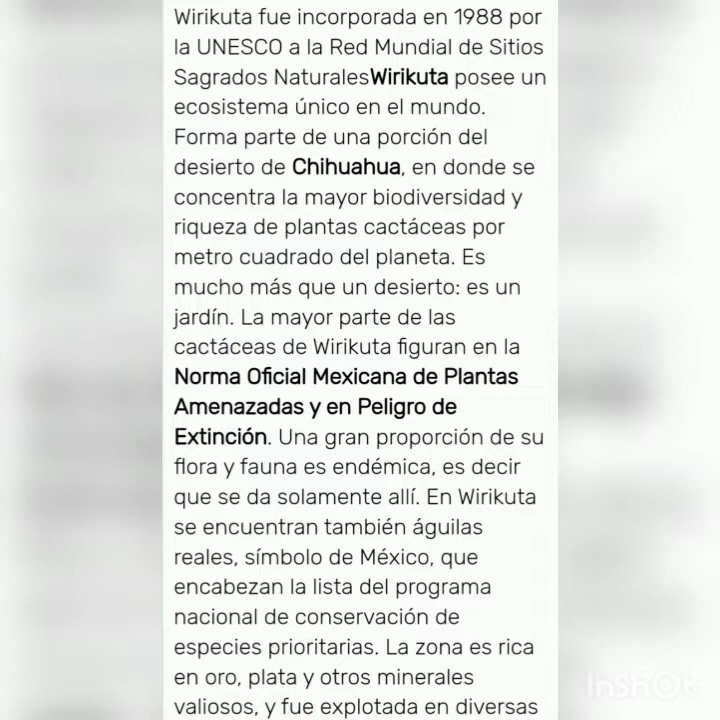 Wirikuta fue incorporada en 1988 por
la UNESCO a la Red Mundial de Sitios
Sagrados NaturalesWirikuta posee un
ecosistema único en el mundo.
Forma parte de una porción del
desierto de Chihuahua, en donde se
concentra la mayor biodiversidad y
riqueza de plantas cactáceas por
metro cuadrado del planeta. Es
mucho más que un desierto: es un
jardín. La mayor parte de las
cactáceas de Wirikuta figuran en la
Norma Oficial Mexicana de Plantas
Amenazadas y en Peligro de
Extinción. Una gran proporción de su
flora y fauna es endémica, es decir
que se da solamente allí. En Wirikuta
se encuentran también águilas
reales, símbolo de México, que
encabezan la lista del programa
nacional de conservación de
especies prioritarias. La zona es rica
en oro, plata y otros minerales
valiosos, y fue explotada en diversas
InShOt